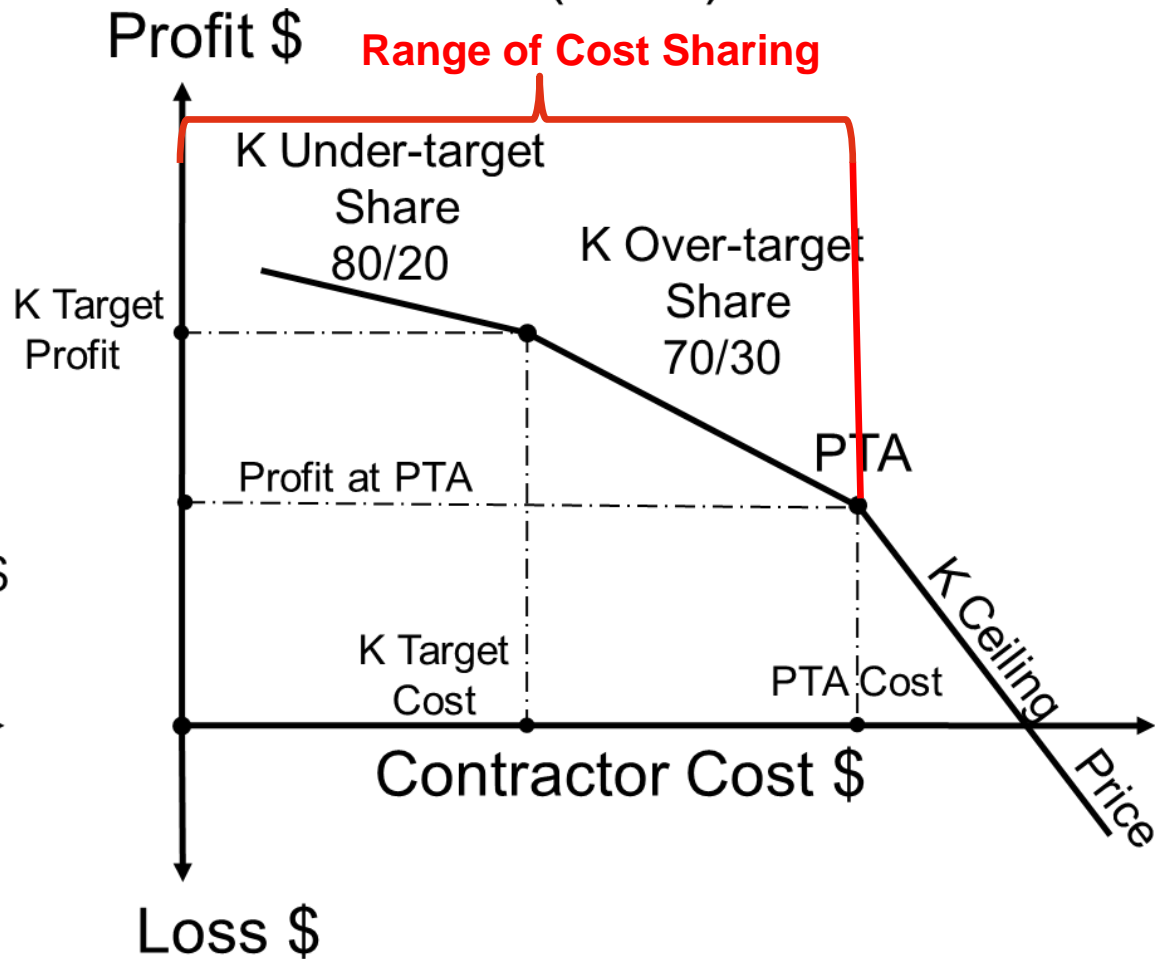 Profit $
Range of Cost Sharing
K Under-target
Share
80/20
K Over-target
Share
70/30
K Target
Profit
PTA
Profit at PTA
$
K Ceiling
Price
K Target
Cost
PTA Cost
Contractor Cost $
Loss $